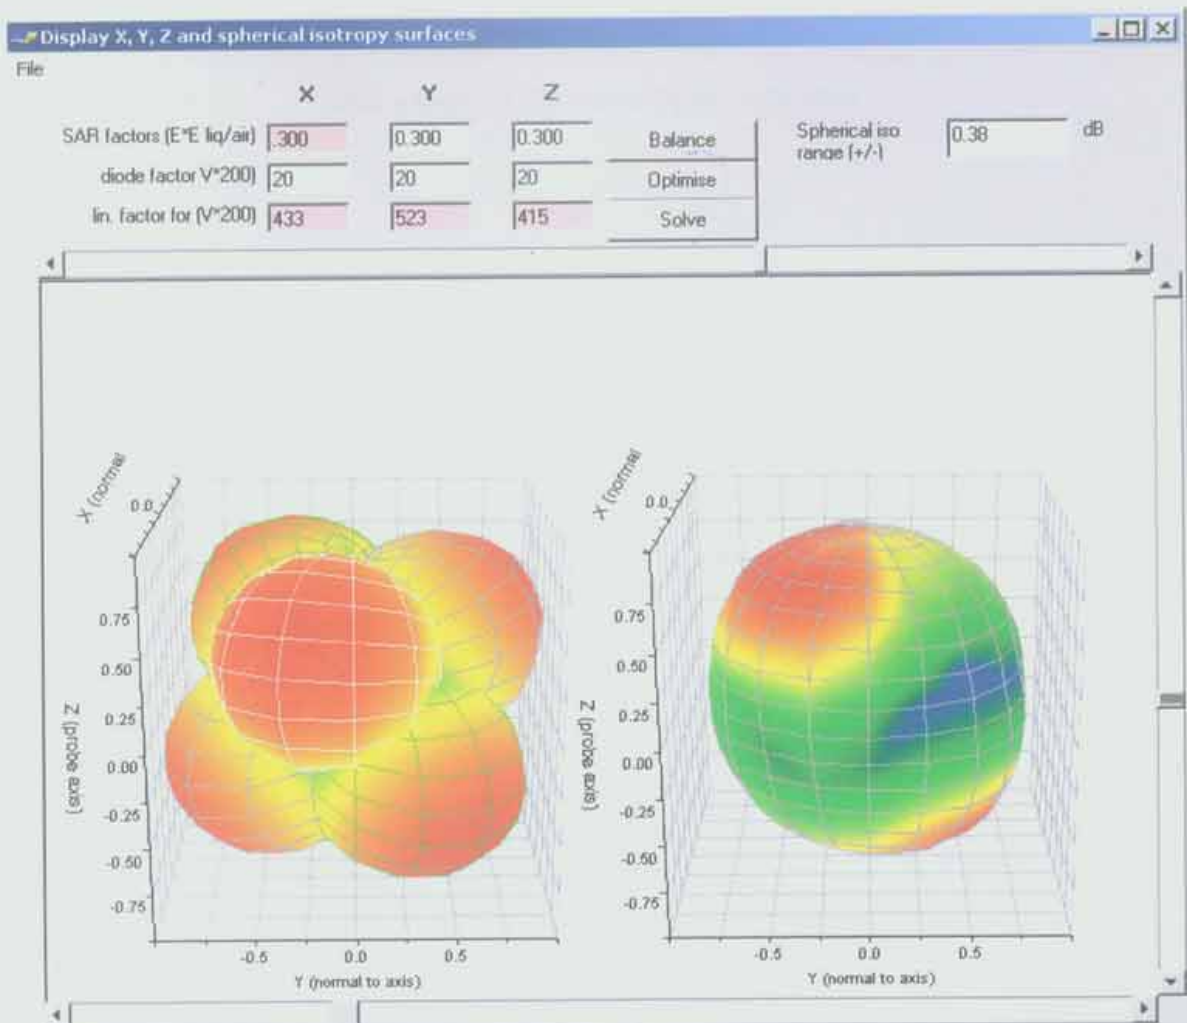 Display X, Y, Z and spherical isotropy surfaces
File
X Y Z
SAR factors (E*E liq/air) .300 0.300 0.300 Balance Spherical iso range (+/-) 0.38 dB
diode factor V*200) 20 20 20 Optimise
lin. factor for (V*200) 433 523 415 Solve
X (normal
0.0
0.75
0.50
0.25
0.00
-0.25
-0.50
-0.75
Z (probe axis)
-0.5 0.0 0.5
Y (normal to axis)
X (normal
0.0
0.75
0.50
0.25
0.00
-0.25
-0.50
-0.75
Z (probe axis)
-0.5 0.0 0.5
Y (normal to axis)